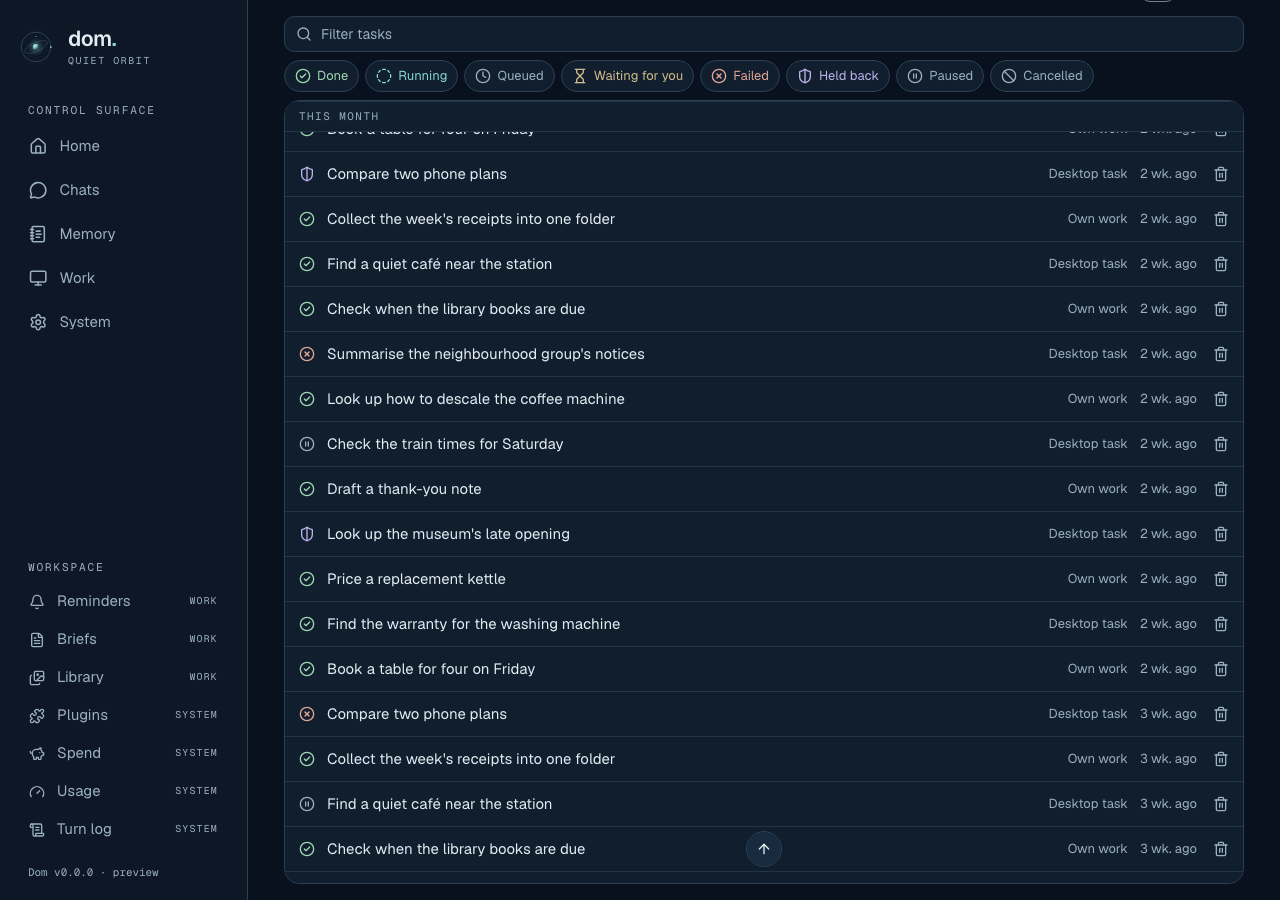 dom.
QUIET ORBIT
CONTROL SURFACE
Home
Chats
Memory
Work
System
WORKSPACE
Reminders WORK
Briefs WORK
Library WORK
Plugins SYSTEM
Spend SYSTEM
Usage SYSTEM
Turn log SYSTEM
Dom v0.0.0 · preview
Filter tasks
Done Running Queued Waiting for you Failed Held back Paused Cancelled
THIS MONTH
Book a table for four on Friday Own work 2 wk. ago
Compare two phone plans Desktop task 2 wk. ago
Collect the week's receipts into one folder Own work 2 wk. ago
Find a quiet café near the station Desktop task 2 wk. ago
Check when the library books are due Own work 2 wk. ago
Summarise the neighbourhood group's notices Desktop task 2 wk. ago
Look up how to descale the coffee machine Own work 2 wk. ago
Check the train times for Saturday Desktop task 2 wk. ago
Draft a thank-you note Own work 2 wk. ago
Look up the museum's late opening Desktop task 2 wk. ago
Price a replacement kettle Own work 2 wk. ago
Find the warranty for the washing machine Desktop task 2 wk. ago
Book a table for four on Friday Own work 2 wk. ago
Compare two phone plans Desktop task 3 wk. ago
Collect the week's receipts into one folder Own work 3 wk. ago
Find a quiet café near the station Desktop task 3 wk. ago
Check when the library books are due Own work 3 wk. ago